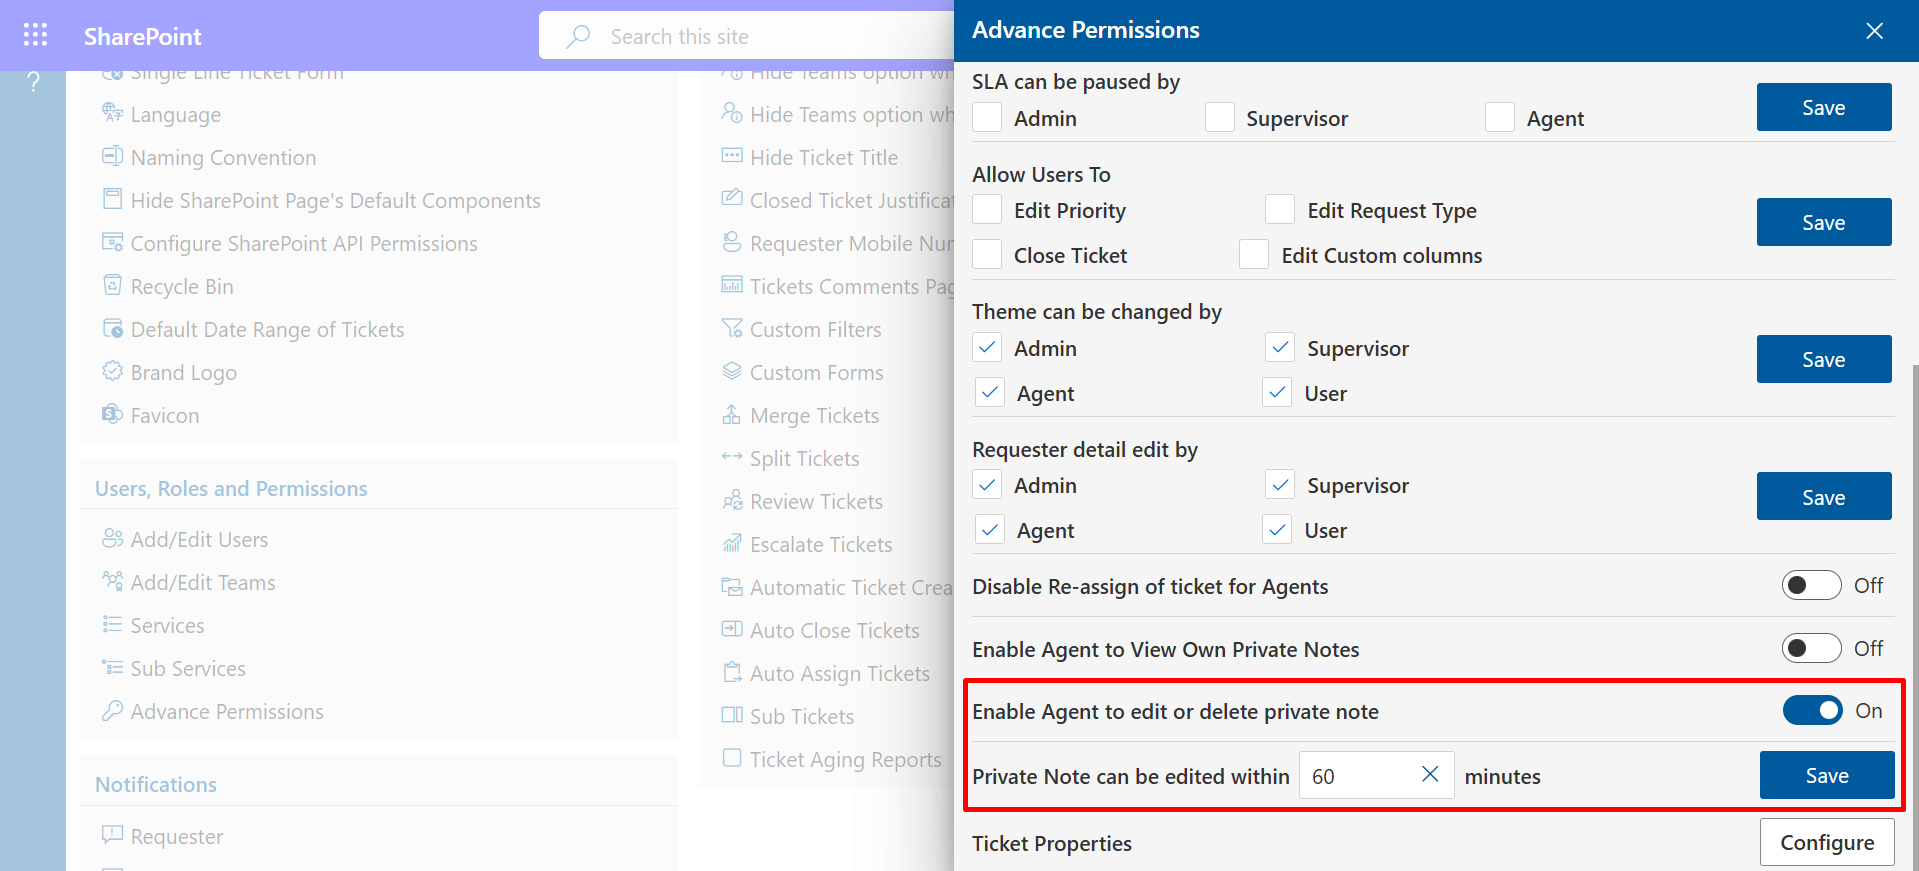 SharePoint
Search this site
?
Single Line Ticket Form
Language
Naming Convention
Hide SharePoint Page's Default Components
Configure SharePoint API Permissions
Recycle Bin
Default Date Range of Tickets
Brand Logo
Favicon
Users, Roles and Permissions
Add/Edit Users
Add/Edit Teams
Services
Sub Services
Advance Permissions
Notifications
Requester
Hide Teams option wh
Hide Teams option wh
Hide Ticket Title
Closed Ticket Justifica
Requester Mobile Nu
Tickets Comments Pag
Custom Filters
Custom Forms
Merge Tickets
Split Tickets
Review Tickets
Escalate Tickets
Automatic Ticket Crea
Auto Close Tickets
Auto Assign Tickets
Sub Tickets
Ticket Aging Reports
Advance Permissions
SLA can be paused by
Admin Supervisor Agent Save
Allow Users To
Edit Priority Edit Request Type Save
Close Ticket Edit Custom columns
Theme can be changed by
Admin Supervisor Save
Agent User
Requester detail edit by
Admin Supervisor Save
Agent User
Disable Re-assign of ticket for Agents Off
Enable Agent to View Own Private Notes Off
Enable Agent to edit or delete private note On
Private Note can be edited within 60 minutes Save
Ticket Properties Configure